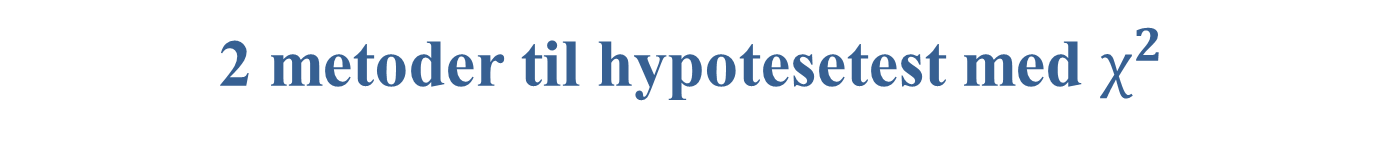 2 metoder til hypotesetest med χ²